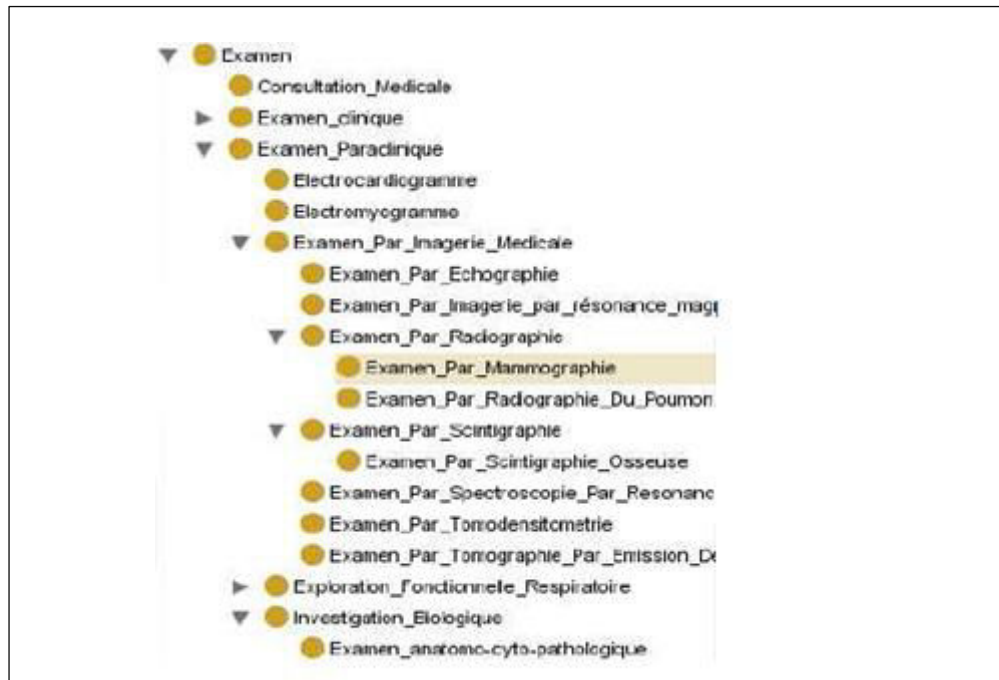 Examen
Consultation_Medicale
Examen_clinique
Examen_Paraclinique
Electrocardiogramme
Electromyogramme
Examen_Par_Imagerie_Medicale
Examen_Par_Echographie
Examen_Par_Imagerie_par_résonance_mag
Examen_Par_Radiographie
Examen_Par_Mammographie
Examen_Par_Radiographie_Du_Poumon
Examen_Par_Scintigraphie
Examen_Par_Scintigraphie_Osseuse
Examen_Par_Spectroscopie_Par_Resonanc
Examen_Par_Tomodensitometrie
Examen_Par_Tomographie_Par_Emission_De
Exploration_Fonctionnelle_Respiratoire
Investigation_Biologique
Examen_anatomo-cyto-pathologique